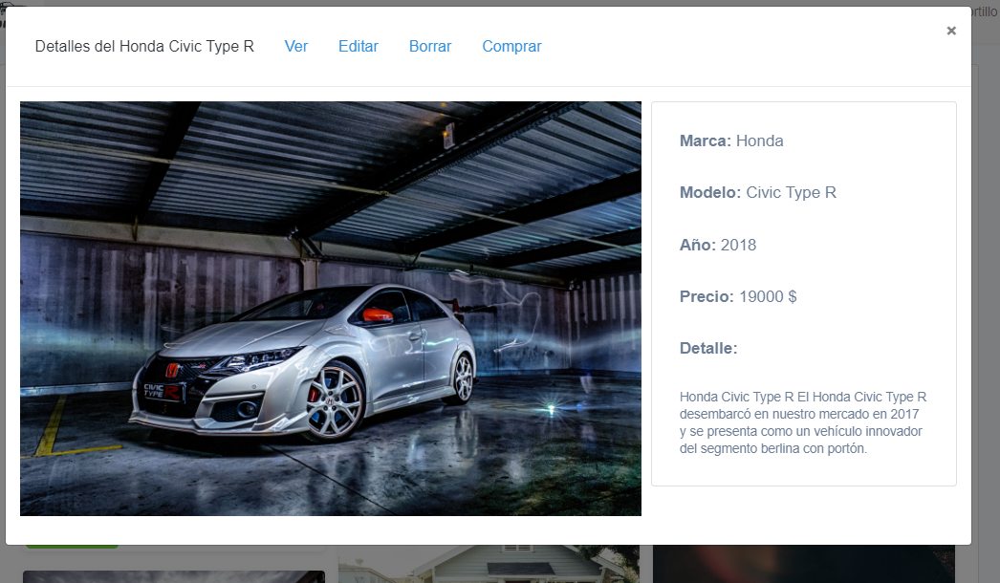 ortillo
Detalles del Honda Civic Type R Ver Editar Borrar Comprar
×
Marca: Honda
Modelo: Civic Type R
Año: 2018
Precio: 19000 $
Detalle:
Honda Civic Type R El Honda Civic Type R
desembarcó en nuestro mercado en 2017
y se presenta como un vehículo innovador
del segmento berlina con portón.
CIVIC
TYPE R